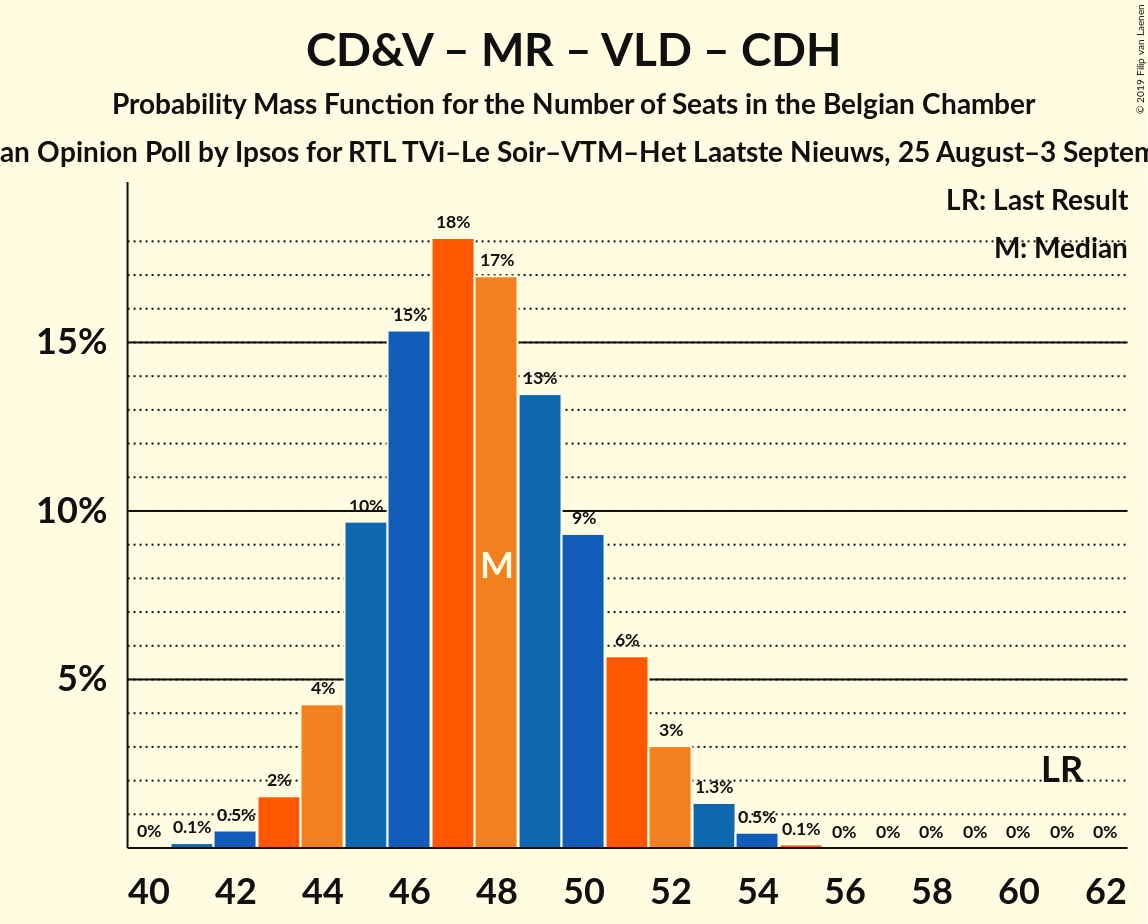 CD&V – MR – VLD – CDH
Probability Mass Function for the Number of Seats in the Belgian Chamber
an Opinion Poll by Ipsos for RTL TVi–Le Soir–VTM–Het Laatste Nieuws, 25 August–3 Septem
© 2019 Filip van Laenen
LR: Last Result
M: Median
18%
17%
15%
15%
13%
10%
10%
9%
M
6%
5%
4%
3%
LR
2%
1.3%
0.5%
0.5%
0% 0.1% 0.1% 0% 0% 0% 0% 0% 0% 0%
40 42 44 46 48 50 52 54 56 58 60 62